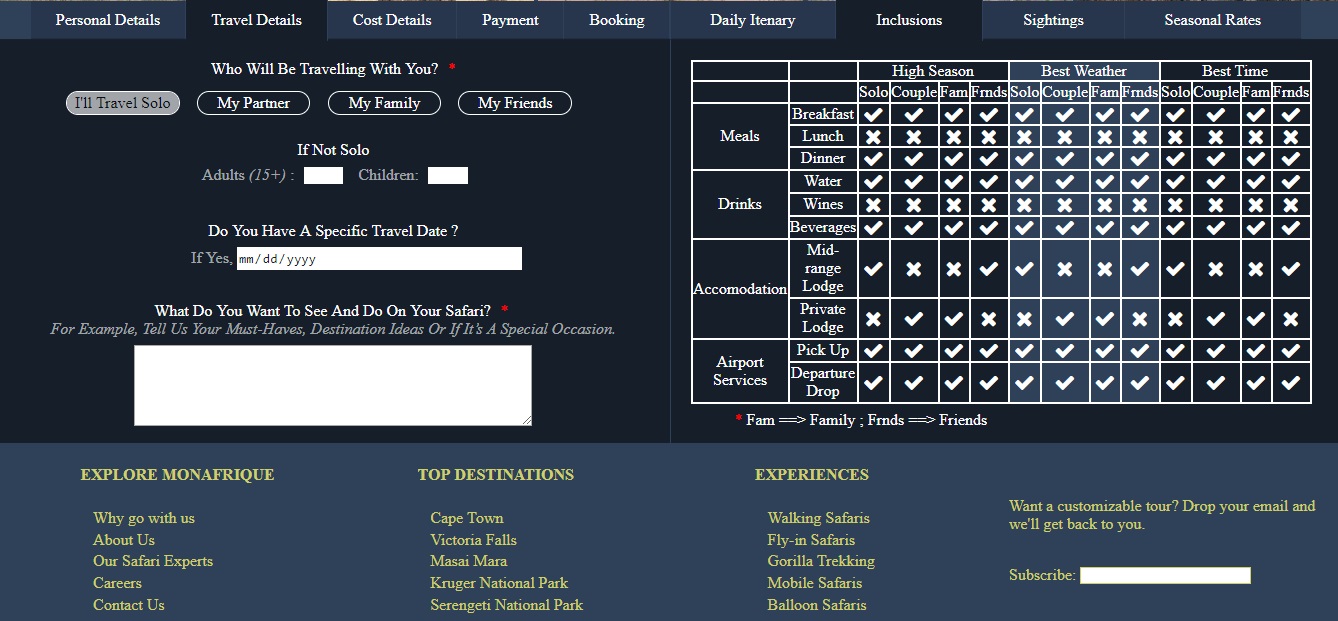 Personal Details Travel Details Cost Details Payment Booking Daily Itenary Inclusions Sightings Seasonal Rates
Who Will Be Travelling With You? *
I'll Travel Solo My Partner My Family My Friends
If Not Solo
Adults (15+) : Children:
Do You Have A Specific Travel Date ?
If Yes, mm/dd/yyyy
What Do You Want To See And Do On Your Safari? *
For Example, Tell Us Your Must-Haves, Destination Ideas Or If It's A Special Occasion.
High Season Best Weather Best Time
Solo Couple Fam Frnds Solo Couple Fam Frnds Solo Couple Fam Frnds
Meals
Breakfast
Lunch
Dinner
Drinks
Water
Wines
Beverages
Accomodation
Mid-
range
Lodge
Private
Lodge
Airport
Services
Pick Up
Departure
Drop
* Fam ==> Family ; Frnds ==> Friends
EXPLORE MONAFRIQUE
Why go with us
About Us
Our Safari Experts
Careers
Contact Us
TOP DESTINATIONS
Cape Town
Victoria Falls
Masai Mara
Kruger National Park
Serengeti National Park
EXPERIENCES
Walking Safaris
Fly-in Safaris
Gorilla Trekking
Mobile Safaris
Balloon Safaris
Want a customizable tour? Drop your email and
we'll get back to you.
Subscribe: